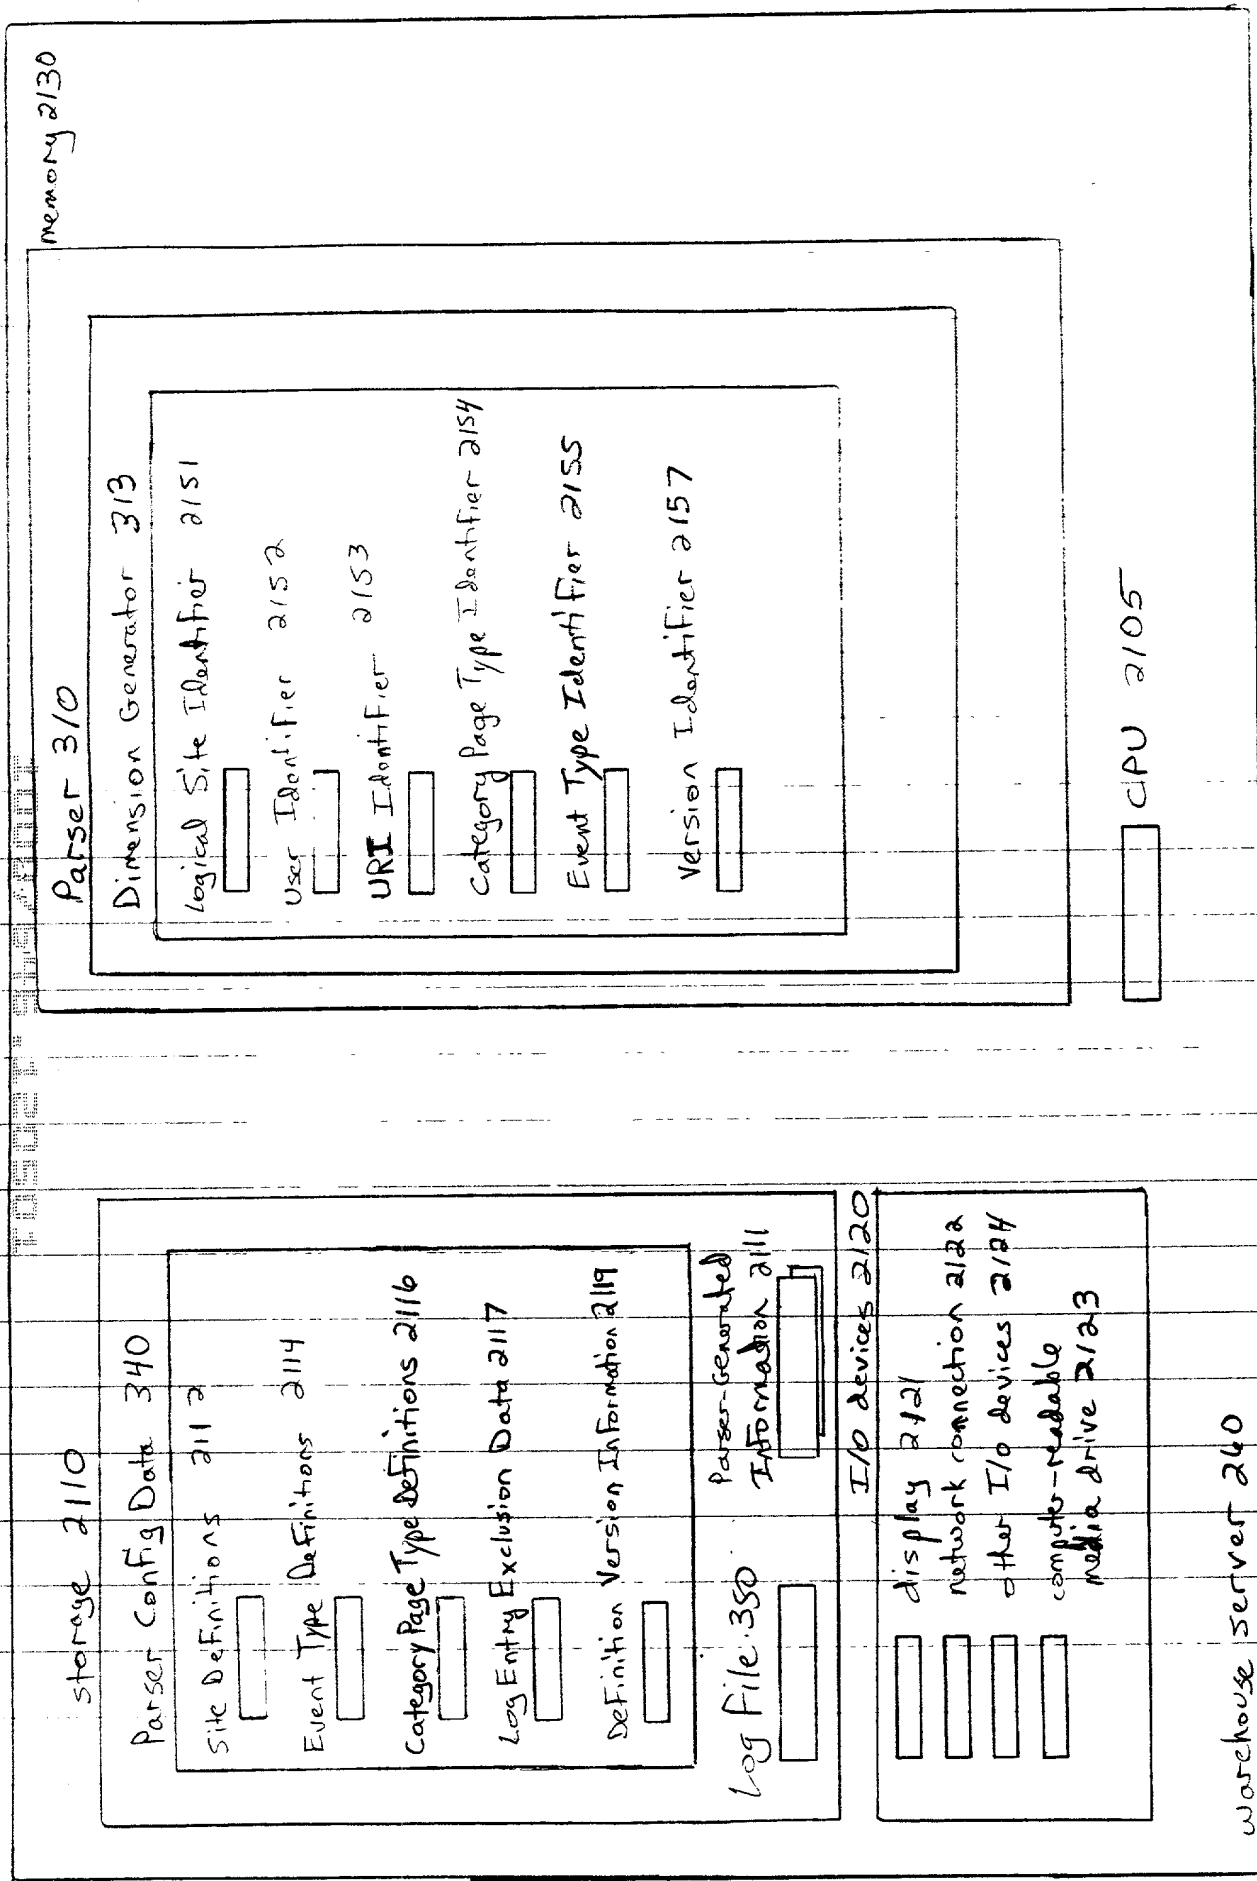 storage 2110
Parser Config Data 340
Site Definitions 2112
Event Type Definitions 2114
Category Page Type Definitions 2116
Log Entry Exclusion Data 2117
Definition Version Information 2119
Log File 350
Parser-Generated
Information 2111
I/O devices 2120
display 2121
network connection 2122
other I/O devices 2124
computer-readable
media drive 2123
warehouse server 260
memory 2130
Parser 310
Dimension Generator 313
Logical Site Identifier 2151
User Identifier 2152
URI Identifier 2153
Category Page Type Identifier 2154
Event Type Identifier 2155
Version Identifier 2157
CPU 2105